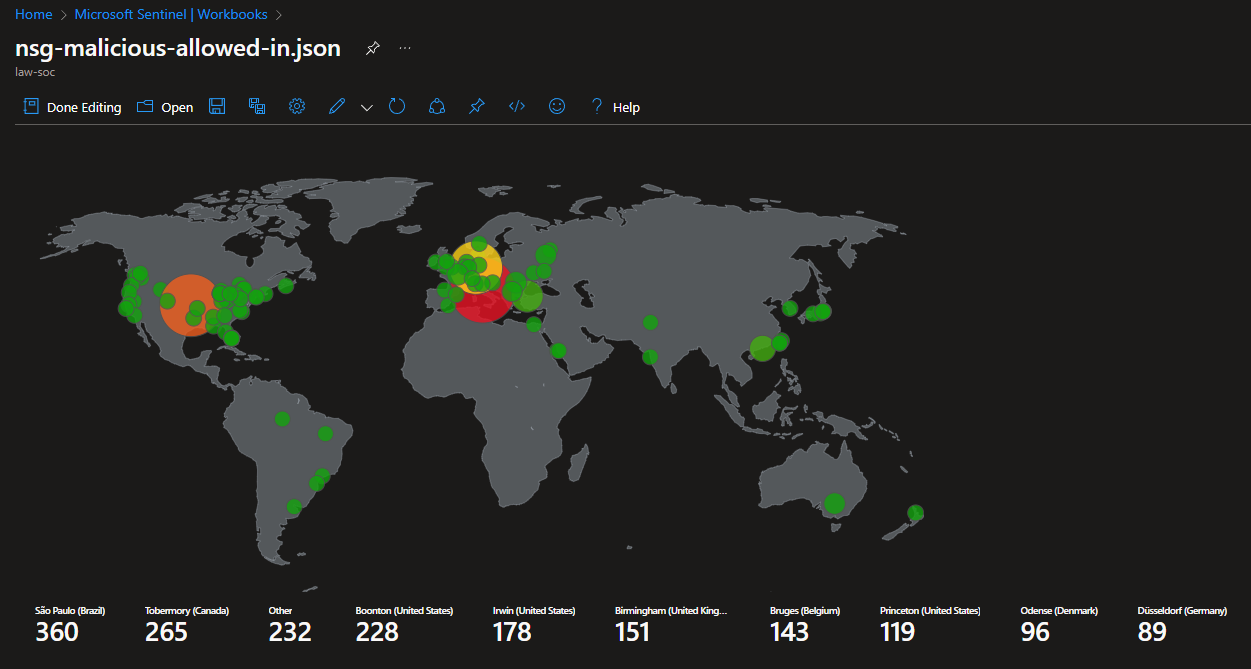 Home > Microsoft Sentinel | Workbooks >
nsg-malicious-allowed-in.json ...
law-soc
Done Editing Open Help
São Paulo (Brazil) Tobermory (Canada) Other Boonton (United States) Irwin (United States) Birmingham (United King... Bruges (Belgium) Princeton (United States) Odense (Denmark) Düsseldorf (Germany)
360 265 232 228 178 151 143 119 96 89